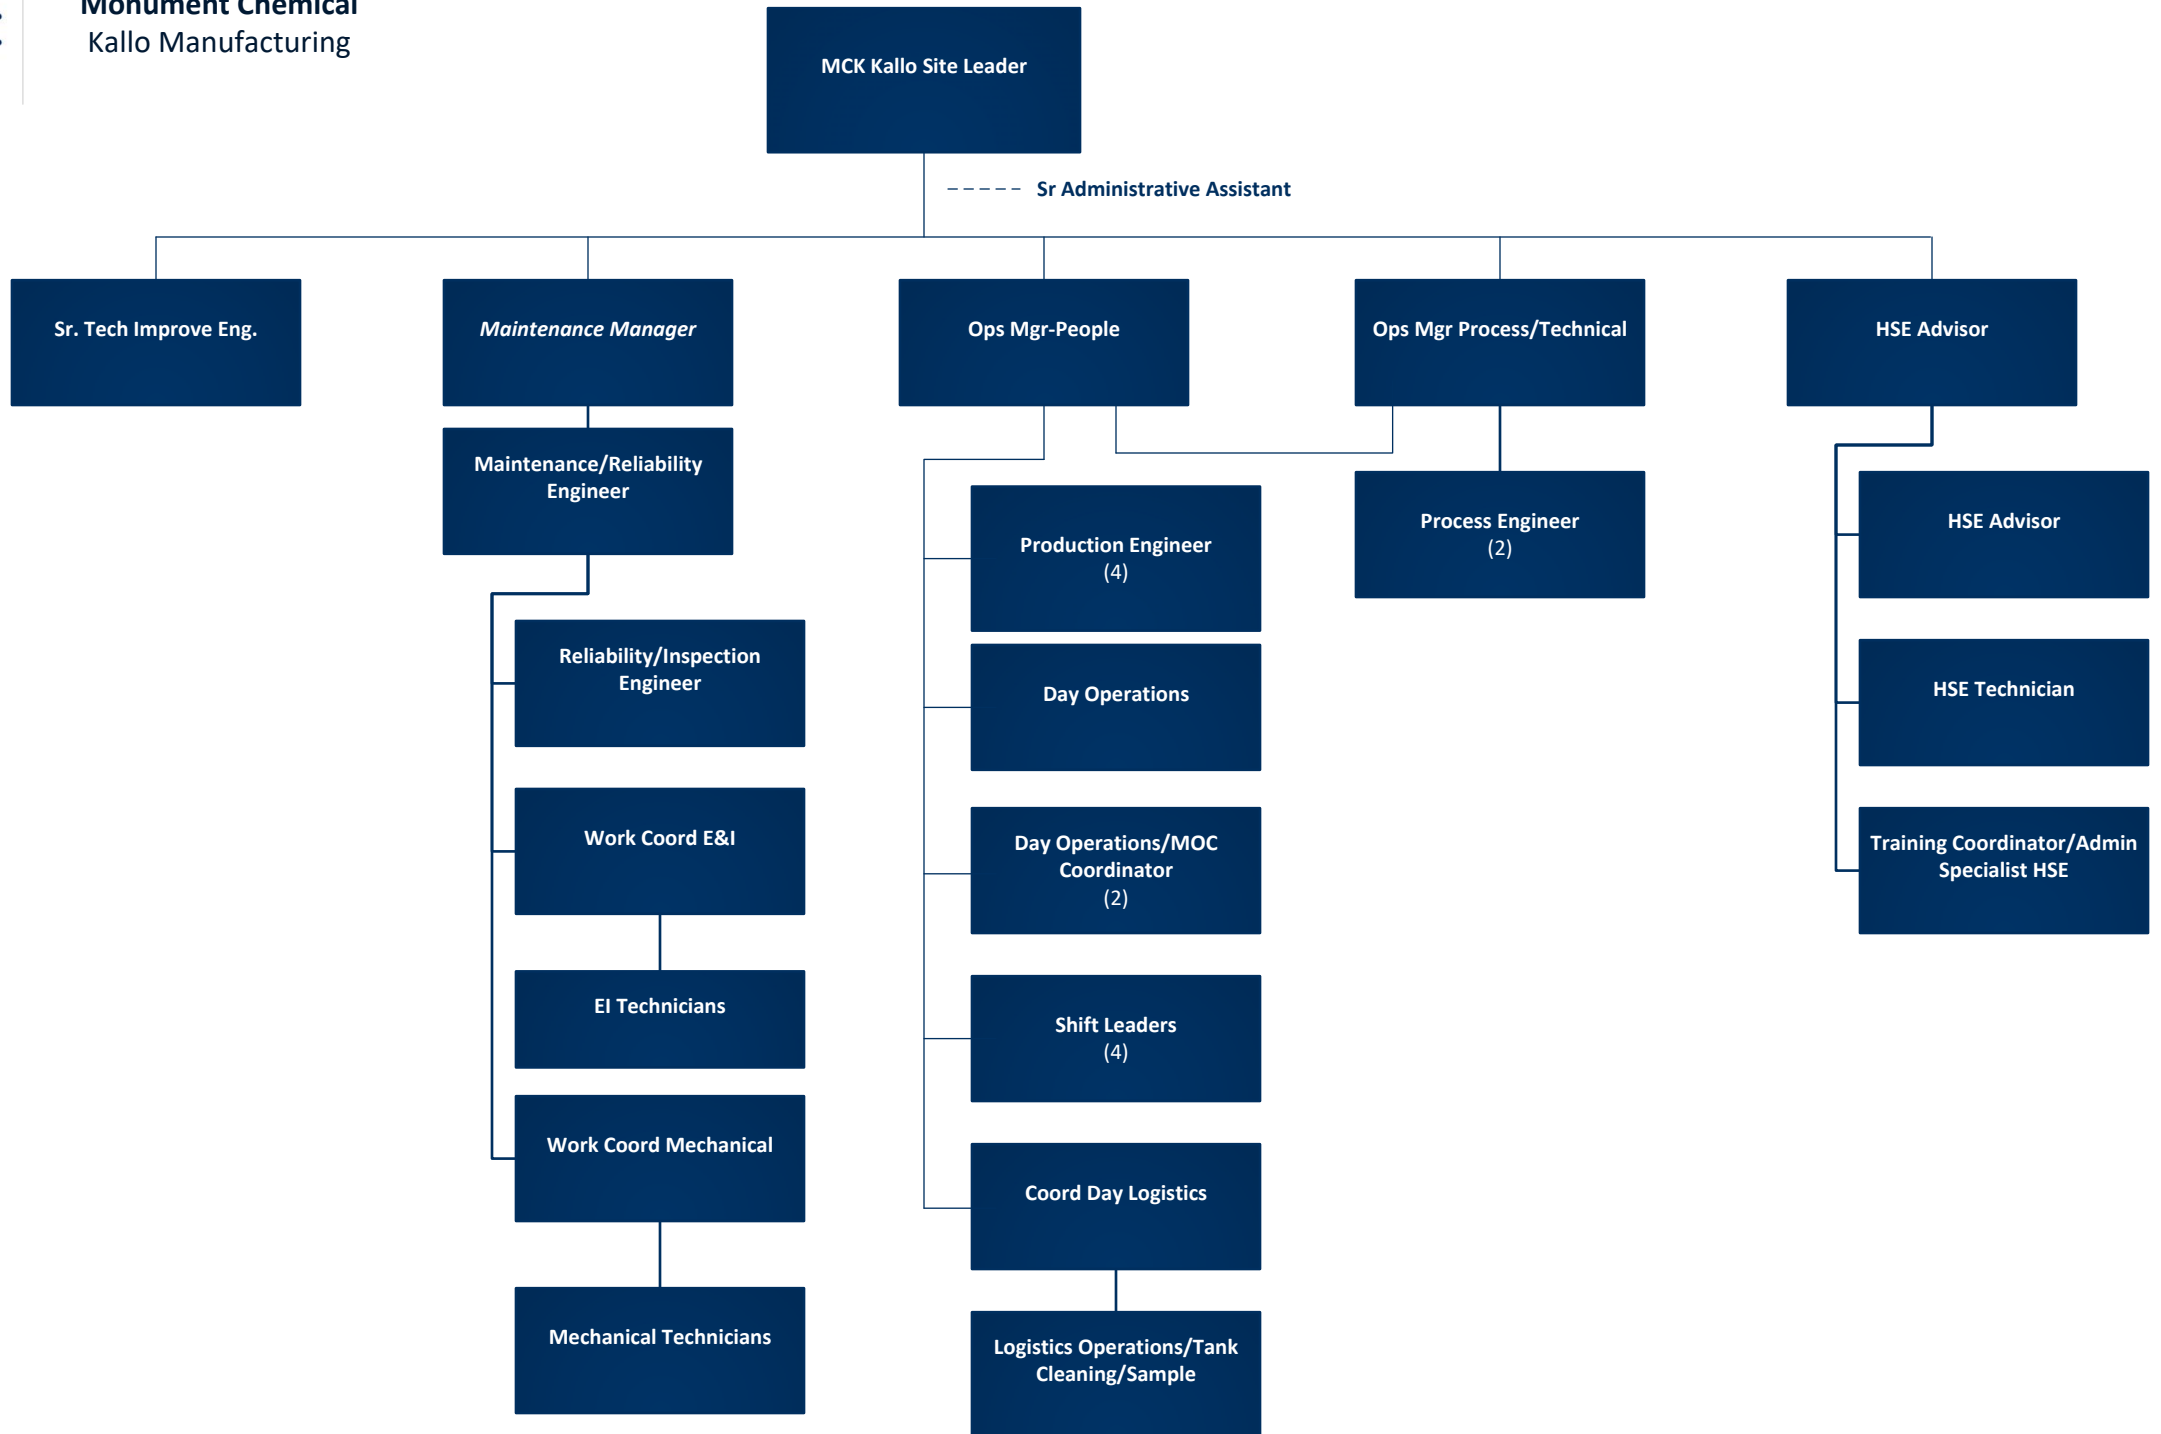 Monument Chemical
Kallo Manufacturing
MCK Kallo Site Leader
Sr Administrative Assistant
Sr. Tech Improve Eng.
Maintenance Manager
Ops Mgr-People
Ops Mgr Process/Technical
HSE Advisor
Maintenance/Reliability
Engineer
Reliability/Inspection
Engineer
Work Coord E&I
EI Technicians
Work Coord Mechanical
Mechanical Technicians
Production Engineer
(4)
Day Operations
Day Operations/MOC
Coordinator
(2)
Shift Leaders
(4)
Coord Day Logistics
Logistics Operations/Tank
Cleaning/Sample
Process Engineer
(2)
HSE Advisor
HSE Technician
Training Coordinator/Admin
Specialist HSE